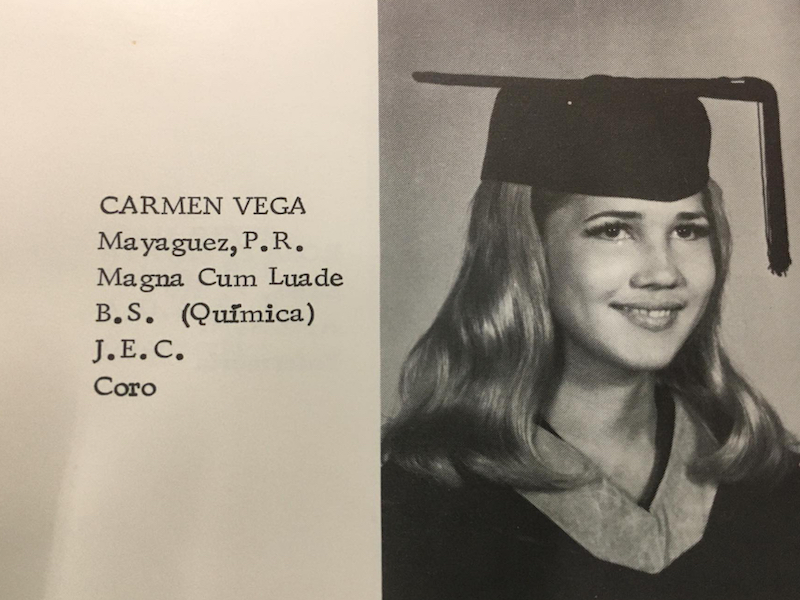 CARMEN VEGA
Mayaguez,P.R.
Magna Cum Luade
B.S. (Química)
J.E.C.
Coro